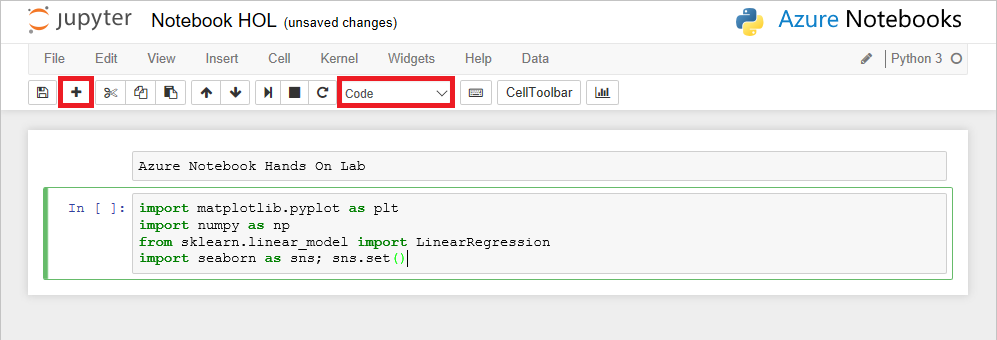 jupyter Notebook HOL (unsaved changes) Azure Notebooks
File Edit View Insert Cell Kernel Widgets Help Data Python 3
Code CellToolbar
Azure Notebook Hands On Lab
In [ ]: import matplotlib.pyplot as plt
import numpy as np
from sklearn.linear_model import LinearRegression
import seaborn as sns; sns.set()